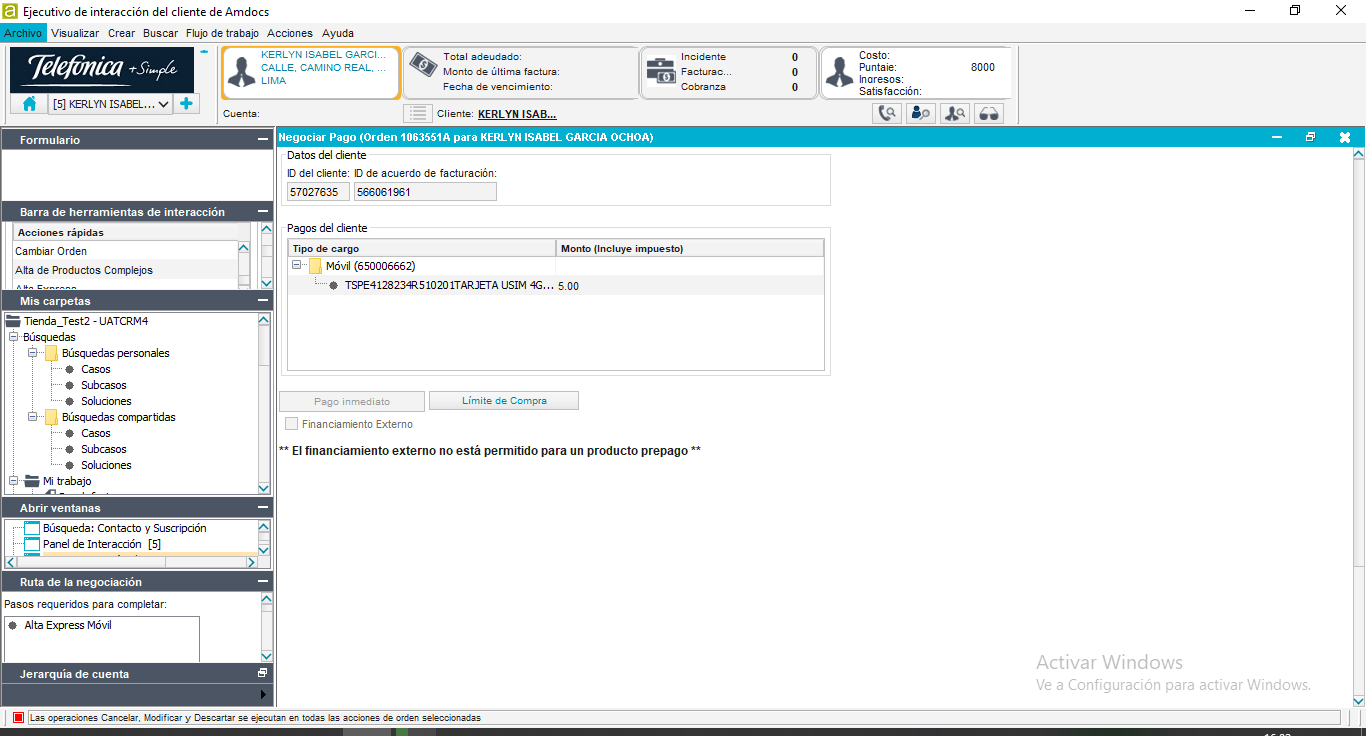 Ejecutivo de interacción del cliente de Amdocs
Archivo Visualizar Crear Buscar Flujo de trabajo Acciones Ayuda
Telefónica +Simple
[5] KERLYN ISABEL...
KERLYN ISABEL GARCI...
CALLE, CAMINO REAL, ...
LIMA
Total adeudado:
Monto de última factura:
Fecha de vencimiento:
Incidente 0
Facturac... 0
Cobranza 0
Costo:
Puntaje: 8000
Ingresos:
Satisfacción:
Cuenta:
Cliente: KERLYN ISAB...
Formulario
Barra de herramientas de interacción
Acciones rápidas
Cambiar Orden
Alta de Productos Complejos
Alta Express
Mis carpetas
Tienda_Test2 - UATCRM4
Búsquedas
Búsquedas personales
Casos
Subcasos
Soluciones
Búsquedas compartidas
Casos
Subcasos
Soluciones
Mi trabajo
Abrir ventanas
Búsqueda: Contacto y Suscripción
Panel de Interacción [5]
Ruta de la negociación
Pasos requeridos para completar:
Alta Express Móvil
Jerarquía de cuenta
Negociar Pago (Orden 1063551A para KERLYN ISABEL GARCIA OCHOA)
Datos del cliente
ID del cliente: ID de acuerdo de facturación:
57027635 566061961
Pagos del cliente
Tipo de cargo Monto (Incluye impuesto)
Móvil (650006662)
TSPE4128234R510201TARJETA USIM 4G... 5.00
Pago inmediato Límite de Compra
Financiamiento Externo
** El financiamiento externo no está permitido para un producto prepago **
Activar Windows
Ve a Configuración para activar Windows.
Las operaciones Cancelar, Modificar y Descartar se ejecutan en todas las acciones de orden seleccionadas